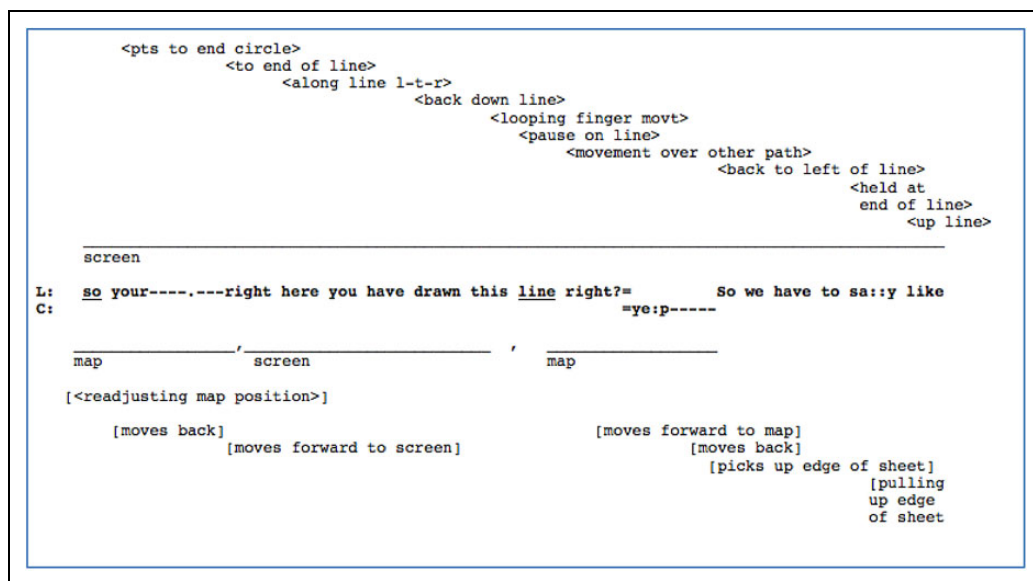 <pts to end circle>
<to end of line>
<along line l-t-r>
<back down line>
<looping finger movt>
<pause on line>
<movement over other path>
<back to left of line>
<held at
end of line>
<up line>
screen
L: so your----.---right here you have drawn this line right?= So we have to sa::y like
C: =ye:p-----
map , screen , map
[<readjusting map position>]
[moves back] [moves forward to map]
[moves forward to screen] [moves back]
[picks up edge of sheet]
[pulling
up edge
of sheet